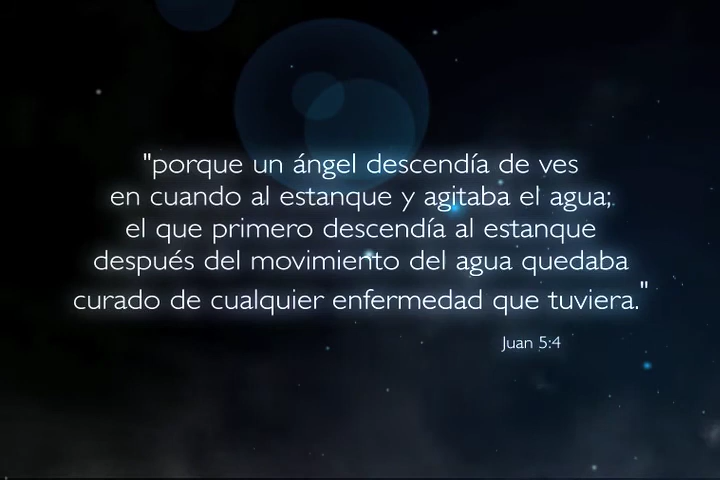 "porque un ángel descendía de ves
en cuando al estanque y agitaba el agua;
el que primero descendía al estanque
después del movimiento del agua quedaba
curado de cualquier enfermedad que tuviera."
Juan 5:4